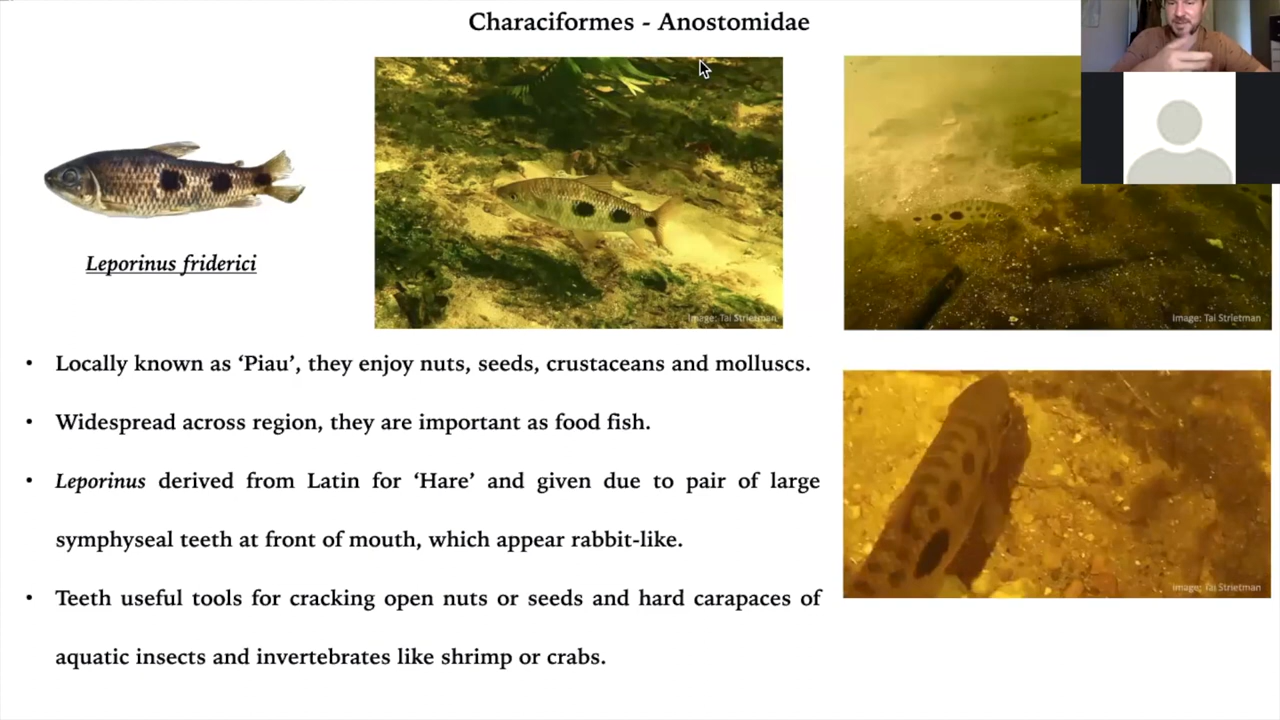 Characiformes - Anostomidae
Leporinus friderici
Image: Tai Strietman
Image: Tai Strietman
• Locally known as ‘Piau’, they enjoy nuts, seeds, crustaceans and molluscs.
• Widespread across region, they are important as food fish.
• Leporinus derived from Latin for ‘Hare’ and given due to pair of large
symphyseal teeth at front of mouth, which appear rabbit-like.
• Teeth useful tools for cracking open nuts or seeds and hard carapaces of
aquatic insects and invertebrates like shrimp or crabs.
Image: Tai Strietman